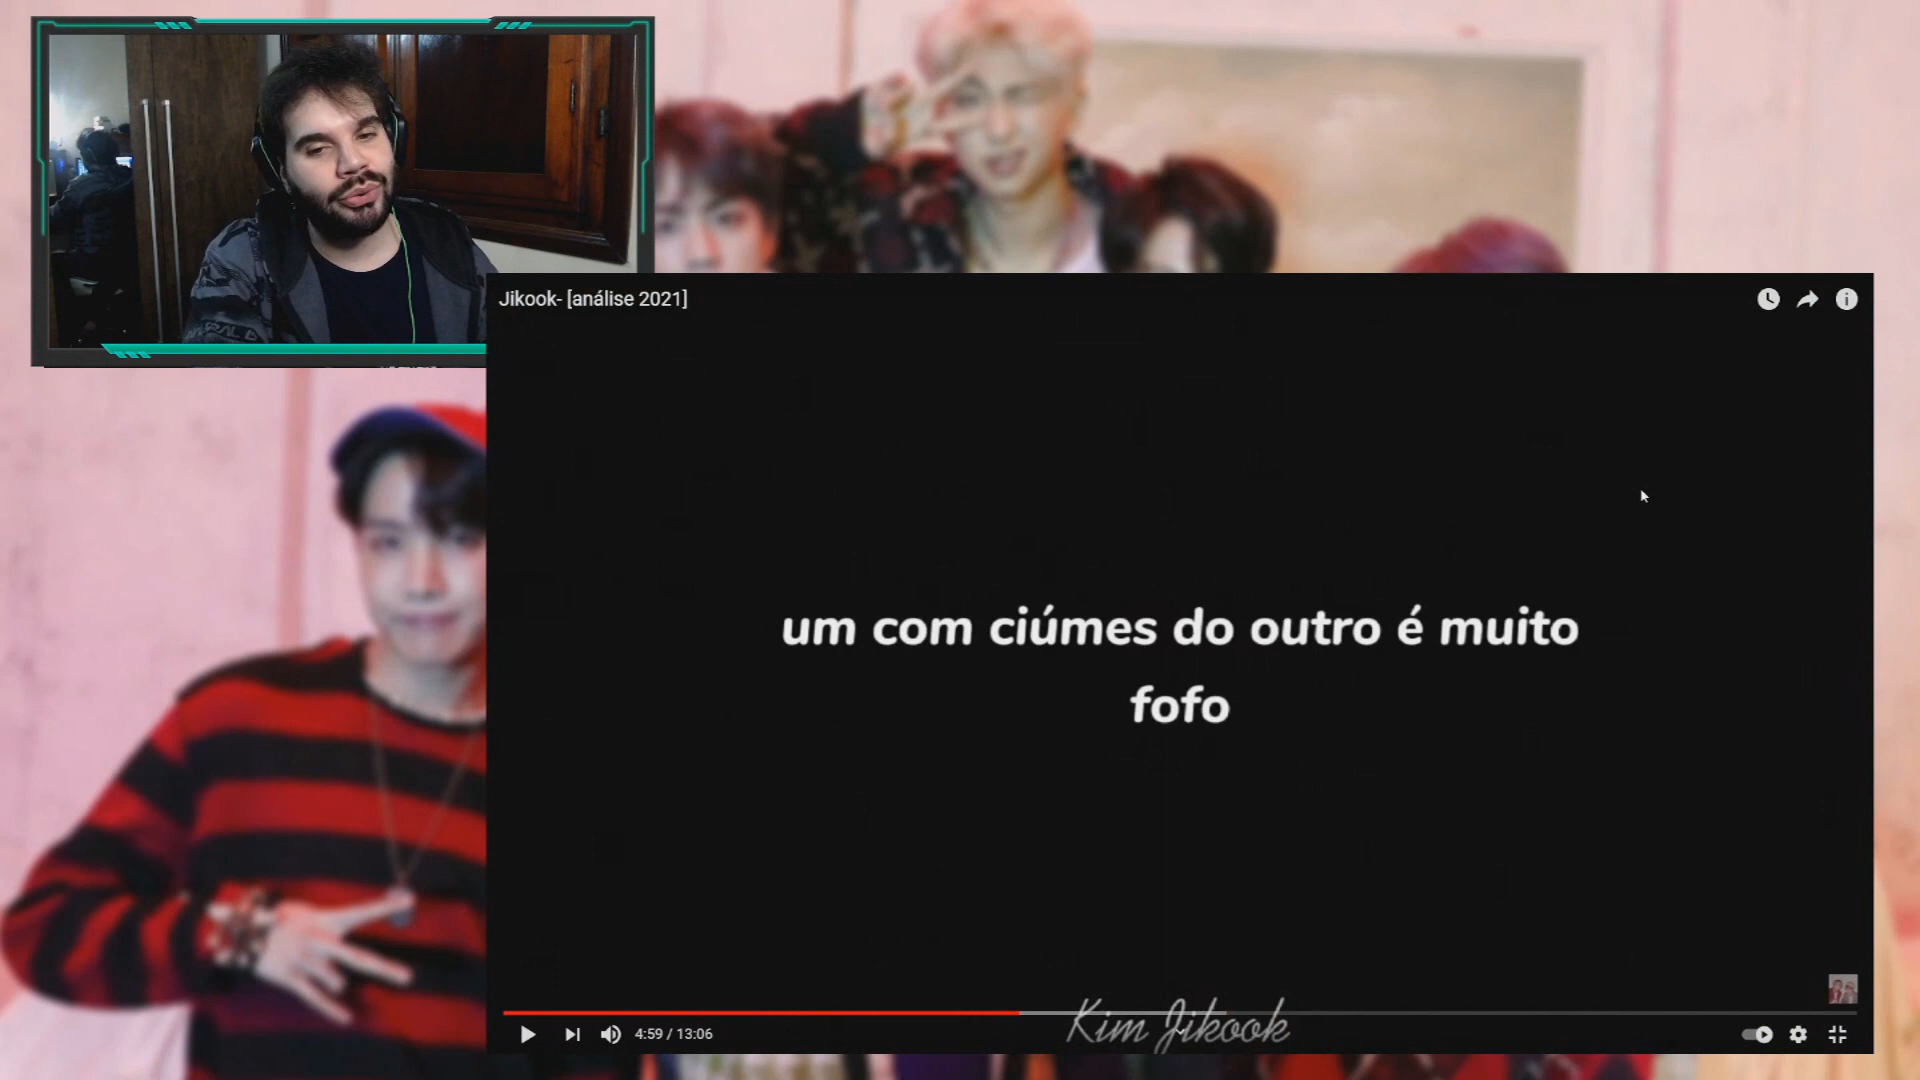 Jikook- [análise 2021]
um com ciúmes do outro é muito
fofo
Kim Jikook
4:59 / 13:06